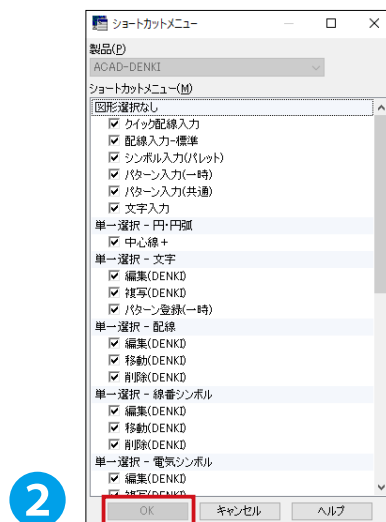 ショートカットメニュー
製品(P)
ACAD-DENKI
ショートカットメニュー(M)
図形選択なし
クイック配線入力
配線入力-標準
シンボル入力(パレット)
パターン入力(一時)
パターン入力(共通)
文字入力
単一選択 - 円・円弧
中心線+
単一選択 - 文字
編集(DENKI)
複写(DENKI)
パターン登録(一時)
単一選択 - 配線
編集(DENKI)
移動(DENKI)
削除(DENKI)
単一選択 - 線番シンボル
編集(DENKI)
移動(DENKI)
削除(DENKI)
単一選択 - 電気シンボル
編集(DENKI)
複写(DENKI)
2
OK
キャンセル
ヘルプ